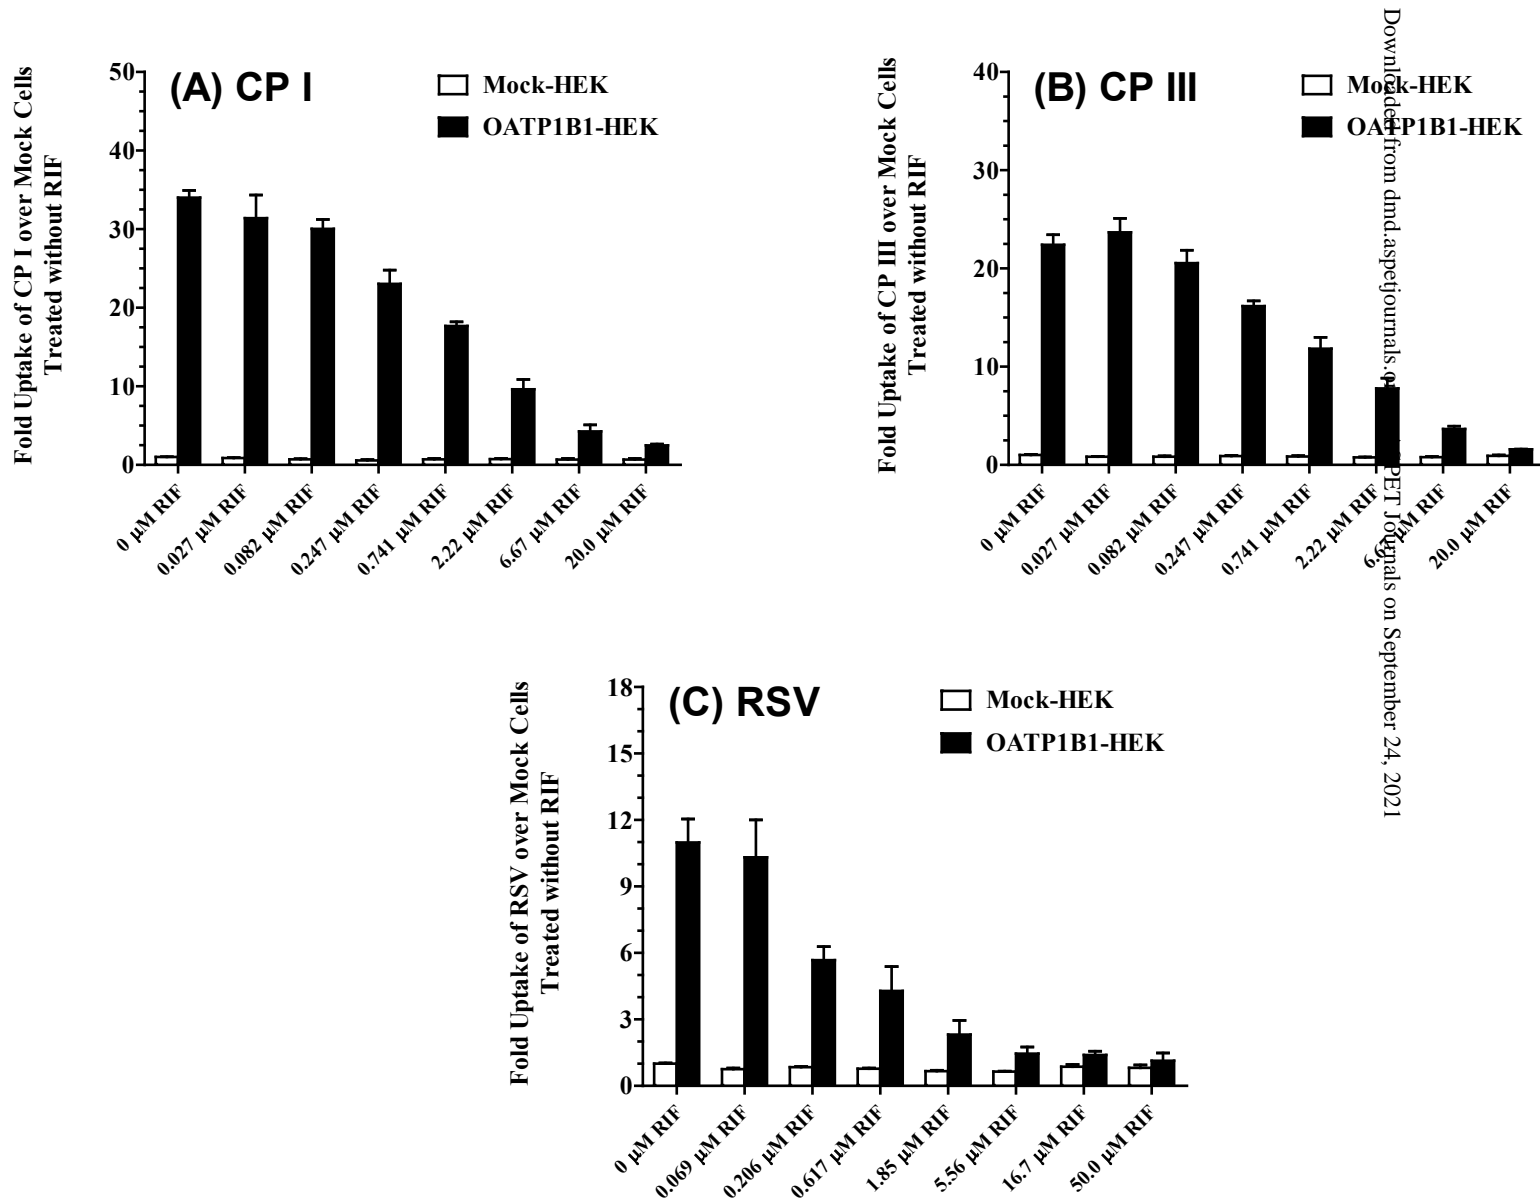 (A) CP I
Mock-HEK
OATP1B1-HEK
Fold Uptake of CP I over Mock Cells
Treated without RIF
50
40
30
20
10
0
0 µM RIF
0.027 µM RIF
0.082 µM RIF
0.247 µM RIF
0.741 µM RIF
2.22 µM RIF
6.67 µM RIF
20.0 µM RIF
(B) CP III
Mock-HEK
OATP1B1-HEK
Fold Uptake of CP III over Mock Cells
Treated without RIF
40
30
20
10
0
0 µM RIF
0.027 µM RIF
0.082 µM RIF
0.247 µM RIF
0.741 µM RIF
2.22 µM RIF
µM RIF
20.0 µM RIF
Downloaded from dmd.aspetjournals. Journals on September 24, 2021
(C) RSV
Mock-HEK
OATP1B1-HEK
Fold Uptake of RSV over Mock Cells
Treated without RIF
18
15
12
9
6
3
0
0 µM RIF
0.069 µM RIF
0.206 µM RIF
0.617 µM RIF
1.85 µM RIF
5.56 µM RIF
16.7 µM RIF
50.0 µM RIF